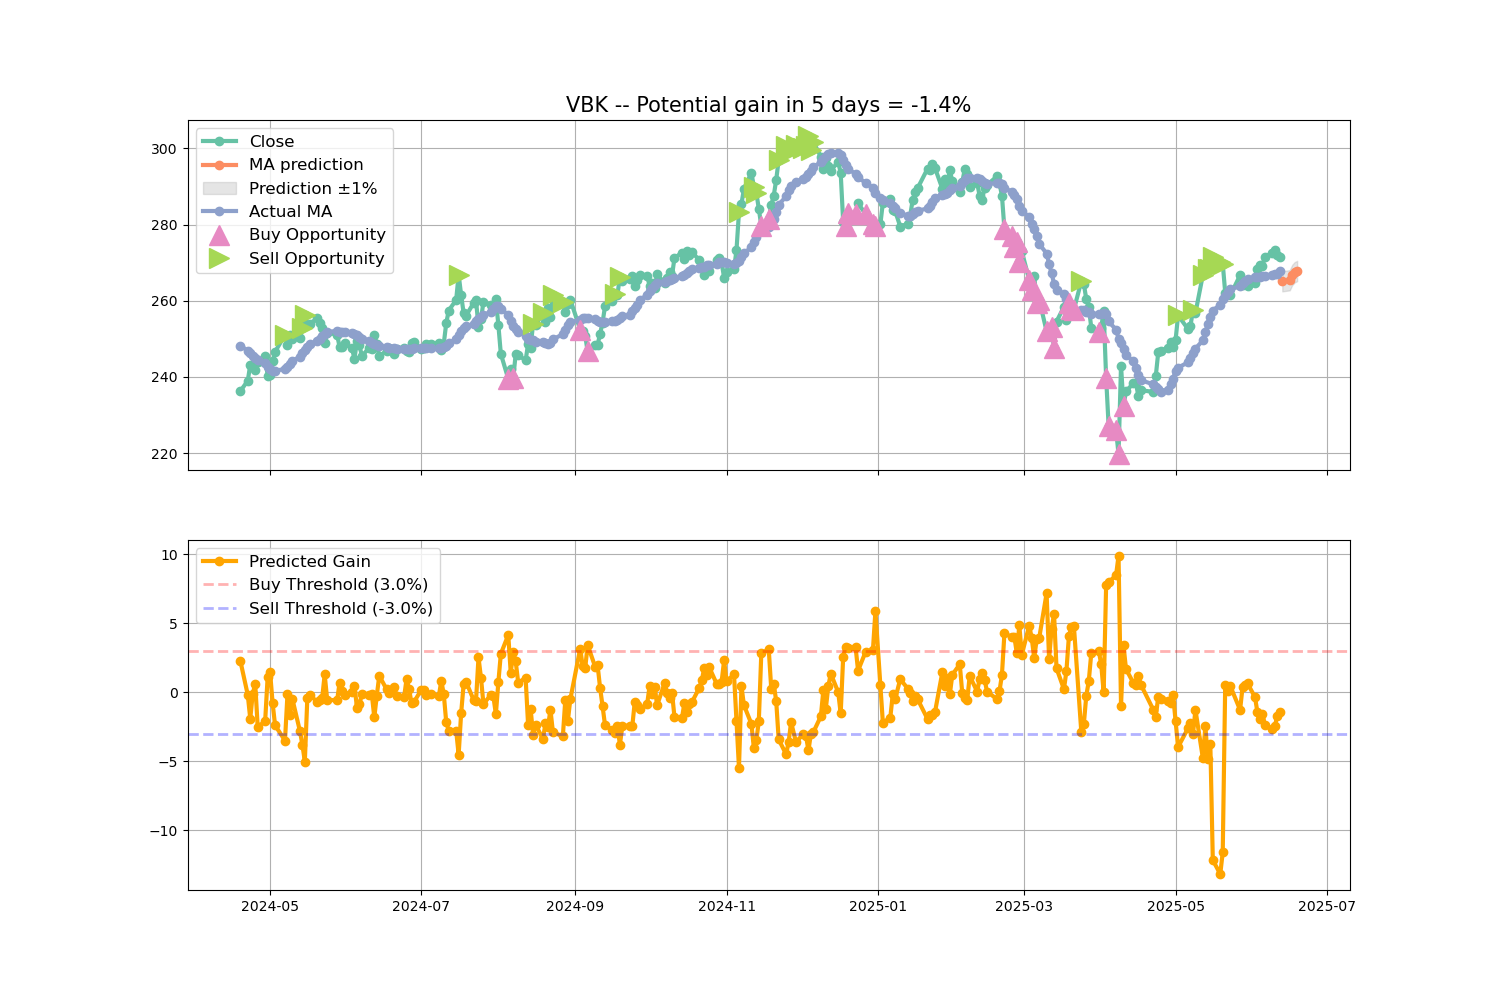 VBK -- Potential gain in 5 days = -1.4%
Close
MA prediction
Prediction ±1%
Actual MA
Buy Opportunity
Sell Opportunity
300
280
260
240
220
Predicted Gain
Buy Threshold (3.0%)
Sell Threshold (-3.0%)
10
5
0
−5
−10
2024-05 2024-07 2024-09 2024-11 2025-01 2025-03 2025-05 2025-07